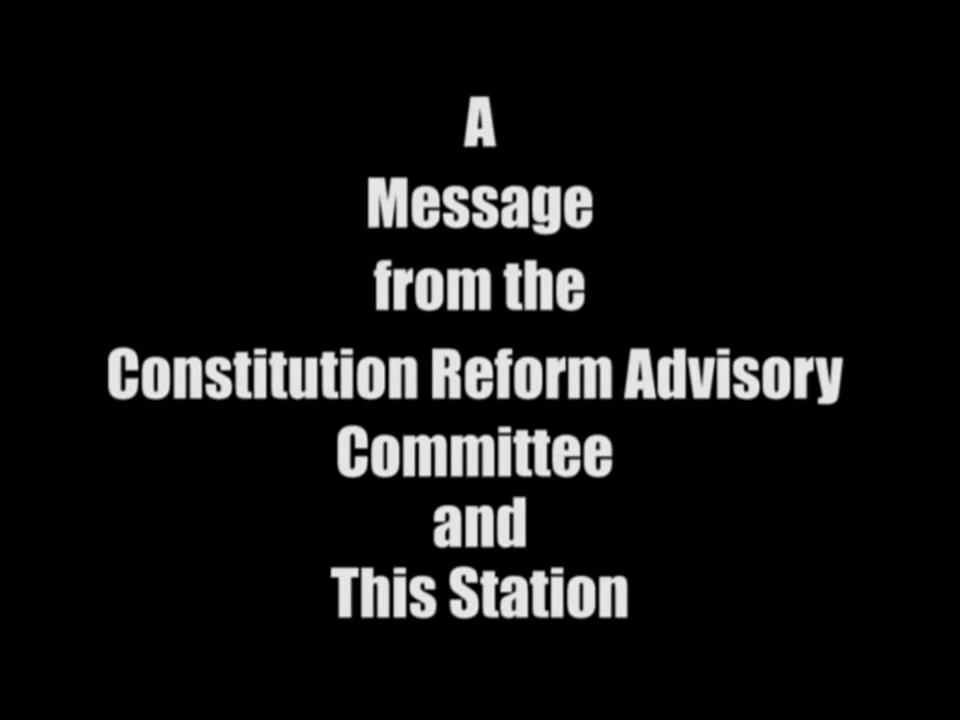 A
Message
from the
Constitution Reform Advisory
Committee
and
This Station